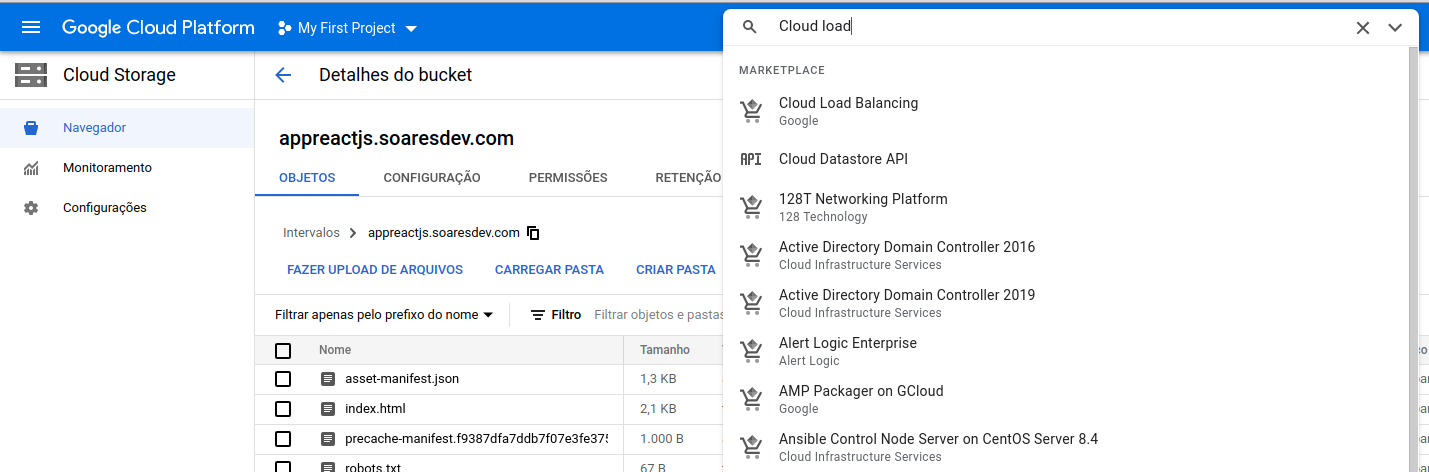 Google Cloud Platform
My First Project
Cloud load
Cloud Storage
Detalhes do bucket
Navegador
Monitoramento
Configurações
appreactjs.soaresdev.com
OBJETOS CONFIGURAÇÃO PERMISSÕES RETENÇÃO
Intervalos appreactjs.soaresdev.com
FAZER UPLOAD DE ARQUIVOS CARREGAR PASTA CRIAR PASTA
Filtrar apenas pelo prefixo do nome Filtro Filtrar objetos e pastas
Nome Tamanho
asset-manifest.json 1,3 KB
index.html 2,1 KB
precache-manifest.f9387dfa7ddb7f07e3fe375 1.000 B
robots.txt 67 B
MARKETPLACE
Cloud Load Balancing
Google
API Cloud Datastore API
128T Networking Platform
128 Technology
Active Directory Domain Controller 2016
Cloud Infrastructure Services
Active Directory Domain Controller 2019
Cloud Infrastructure Services
Alert Logic Enterprise
Alert Logic
AMP Packager on GCloud
Google
Ansible Control Node Server on CentOS Server 8.4
Cloud Infrastructure Services